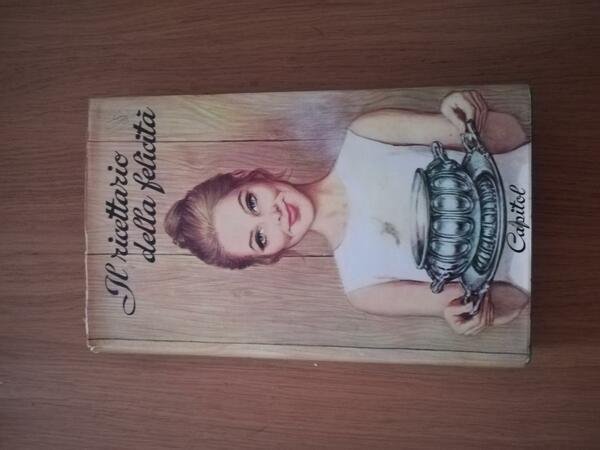 Il ricettario
della felicità
Capitol